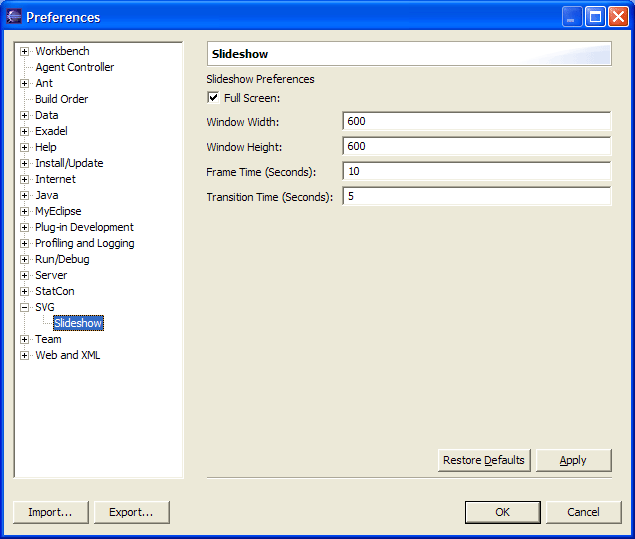 Preferences
Workbench
Agent Controller
Ant
Build Order
Data
Exadel
Help
Install/Update
Internet
Java
MyEclipse
Plug-in Development
Profiling and Logging
Run/Debug
Server
StatCon
SVG
Slideshow
Team
Web and XML
Slideshow
Slideshow Preferences
Full Screen:
Window Width: 600
Window Height: 600
Frame Time (Seconds): 10
Transition Time (Seconds): 5
Restore Defaults Apply
Import... Export... OK Cancel